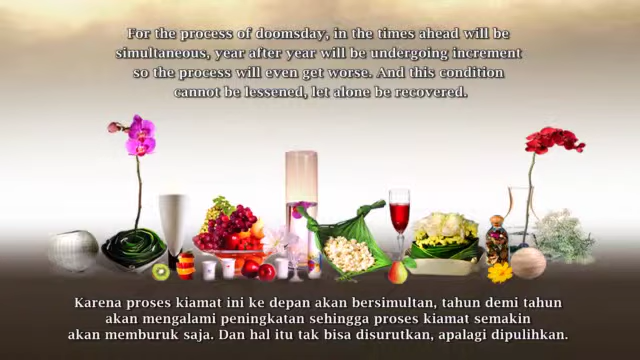 For the process of doomsday, in the times ahead will be
simultaneous, year after year will be undergoing increment
so the process will even get worse. And this condition
cannot be lessened, let alone be recovered.
Karena proses kiamat ini ke depan akan bersimultan, tahun demi tahun
akan mengalami peningkatan sehingga proses kiamat semakin
akan memburuk saja. Dan hal itu tak bisa disurutkan, apalagi dipulihkan.